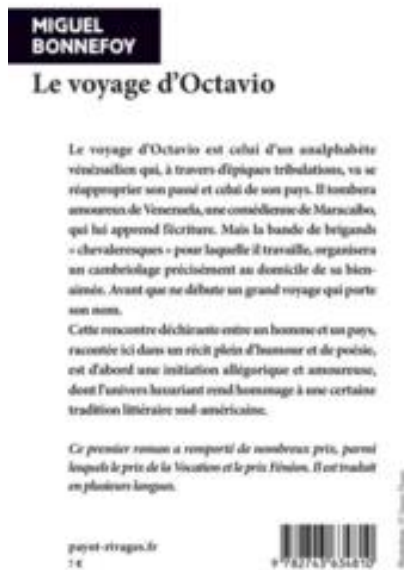 MIGUEL
BONNEFOY
Le voyage d'Octavio
Le voyage d'Octavio est celui d'un analphabète
vénézuélien qui, à travers d'épiques tribulations, va se
réapproprier son passé et celui de son pays. Il tombera
amoureux de Venezuela, une comédienne de Maracaibo,
qui lui apprend l'écriture. Mais la bande de brigands
« chevaleresques » pour laquelle il travaille, organisera
un cambriolage précisément au domicile de sa bien-
aimée. Avant que ne débute un grand voyage qui porte
son nom.
Cette rencontre déchirante entre un homme et un pays,
racontée ici dans un récit plein d'humour et de poésie,
est d'abord une initiation allégorique et amoureuse,
dont l'univers luxuriant rend hommage à une certaine
tradition littéraire sud-américaine.
Ce premier roman a remporté de nombreux prix, parmi
lesquels le prix de la Vocation et le prix Fénéon. Il est traduit
en plusieurs langues.
payot-rivages.fr
7 €
9 782743 634810